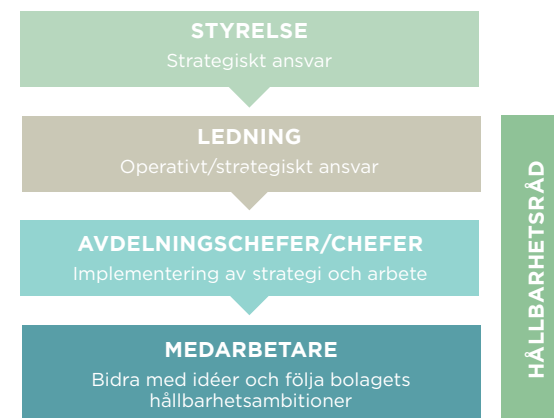 STYRELSE
Strategiskt ansvar
LEDNING
Operativt/strategiskt ansvar
AVDELNINGSCHEFER/CHEFER
Implementering av strategi och arbete
MEDARBETARE
Bidra med idéer och följa bolagets
hållbarhetsambitioner
HÅLLBARHETSRÅD